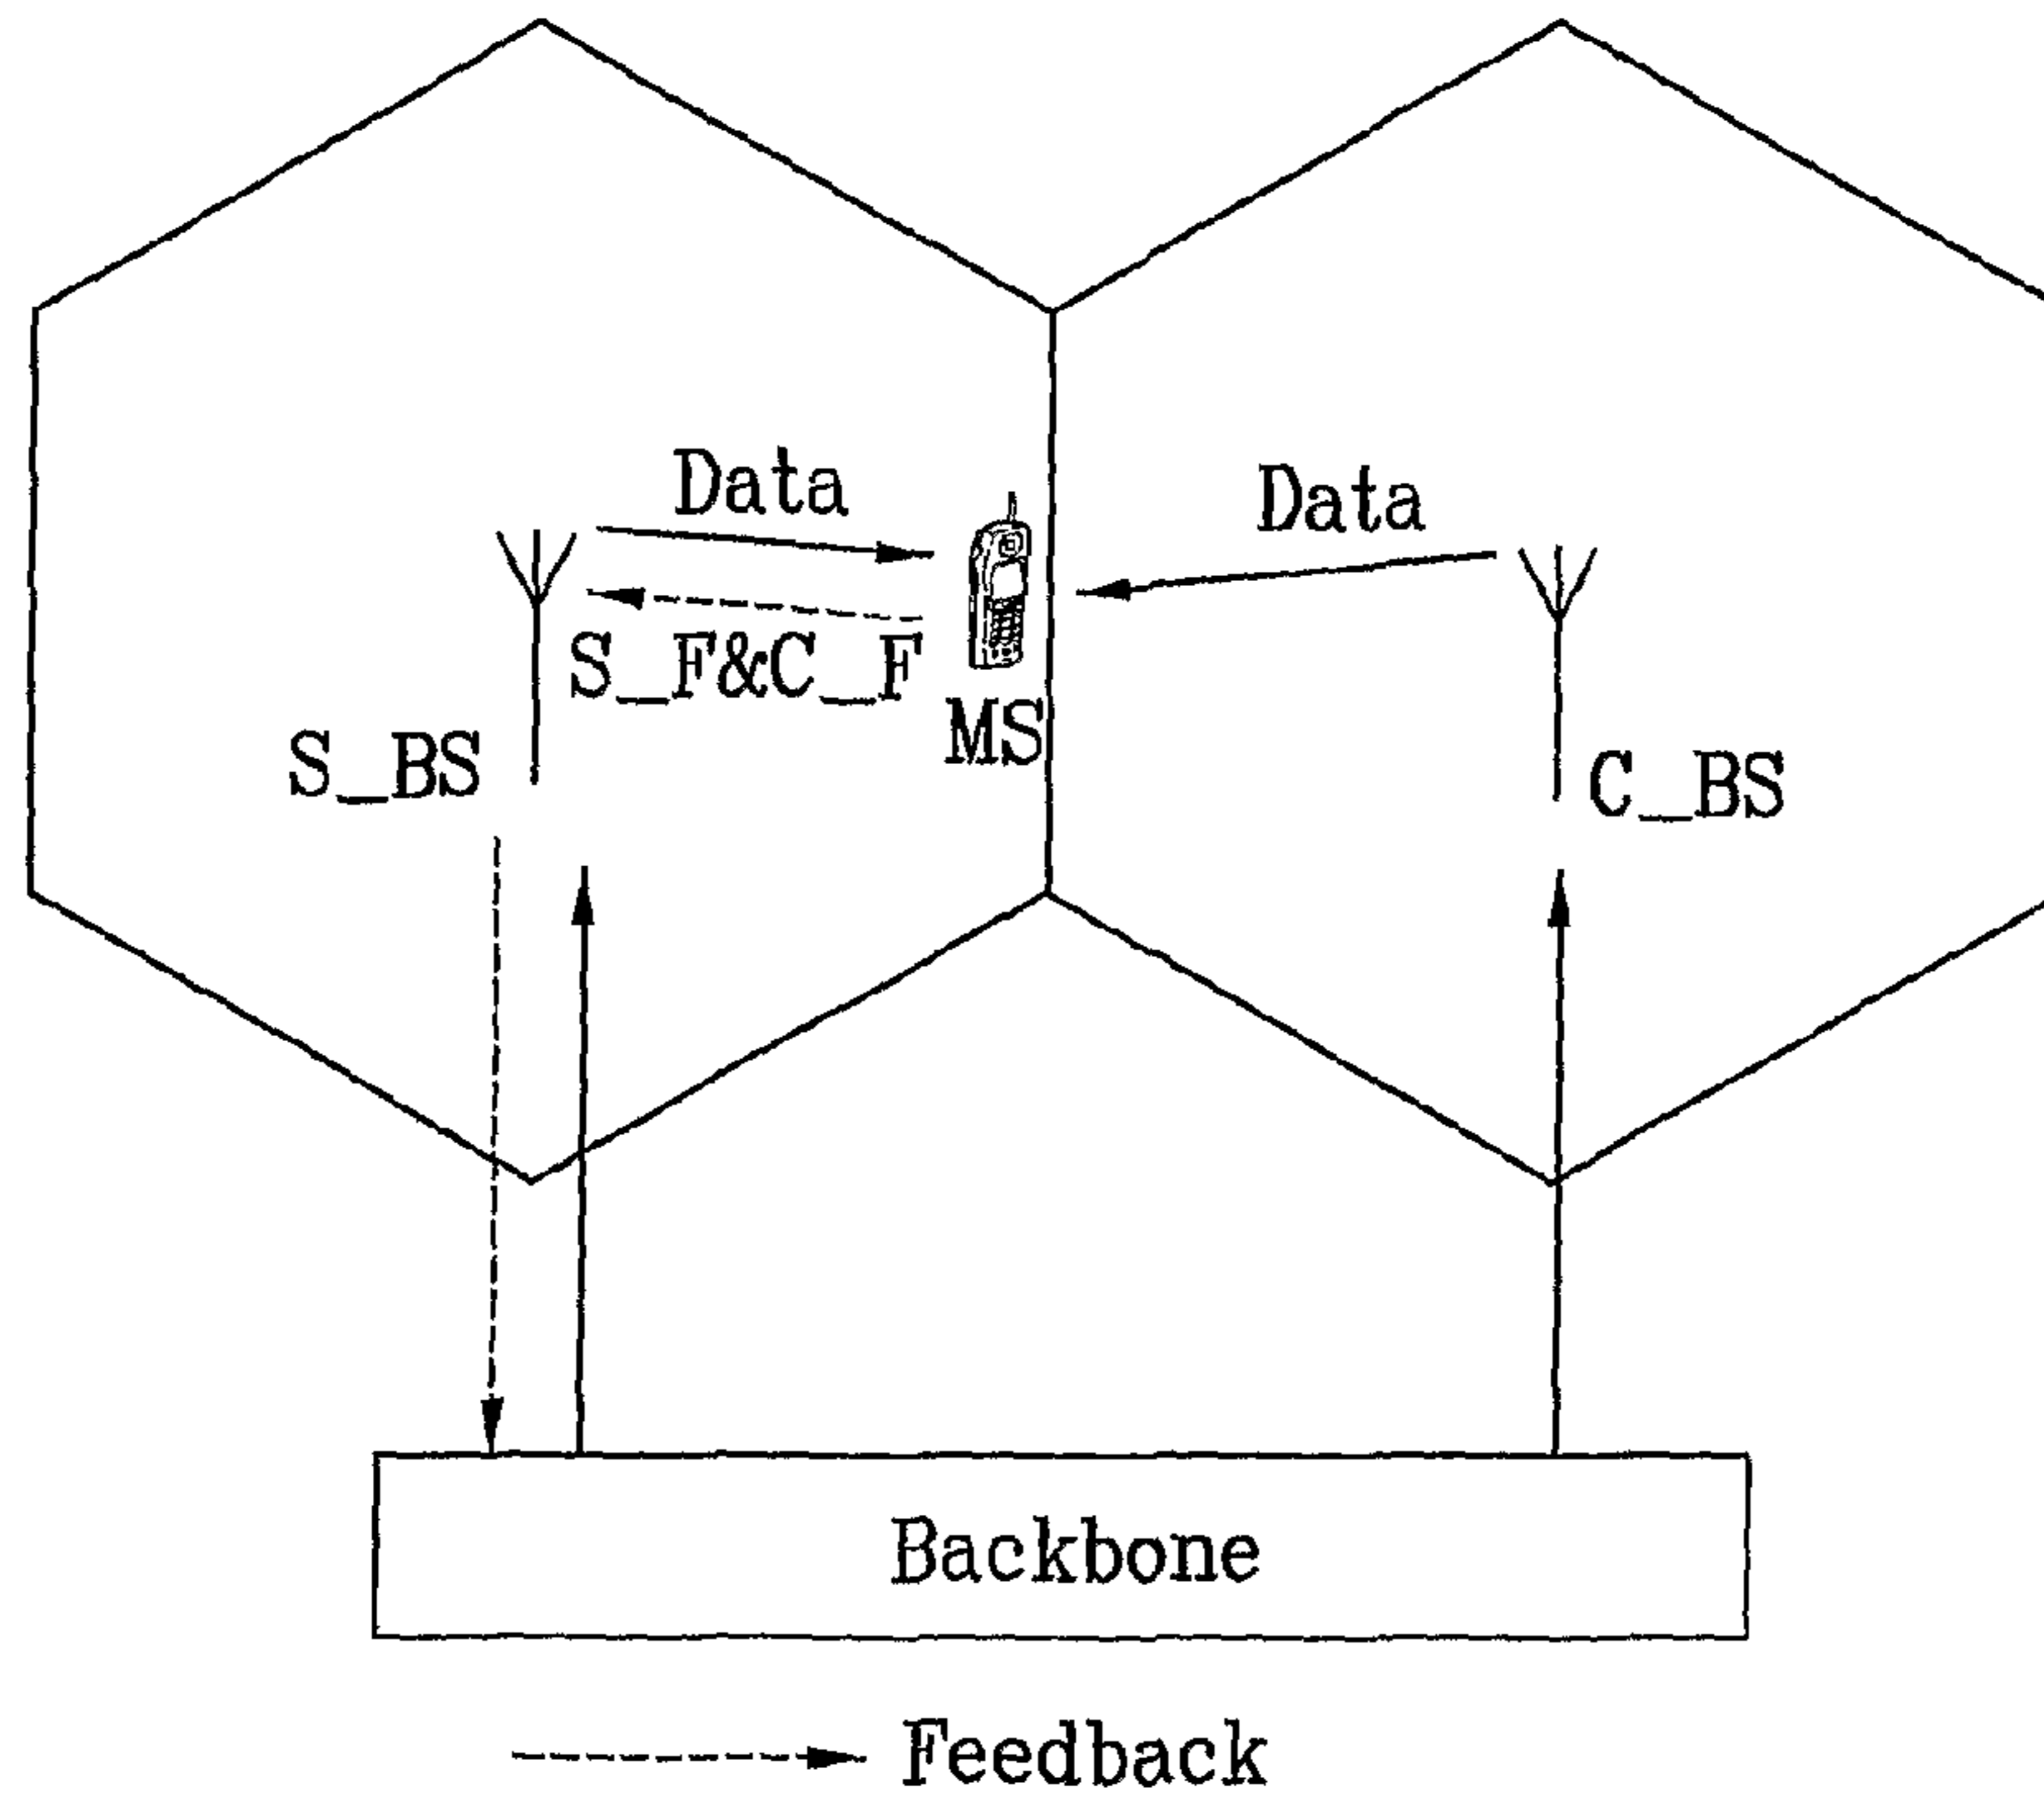 Data
Data
S_F&C_F
MS
S_BS
C_BS
Backbone
Feedback